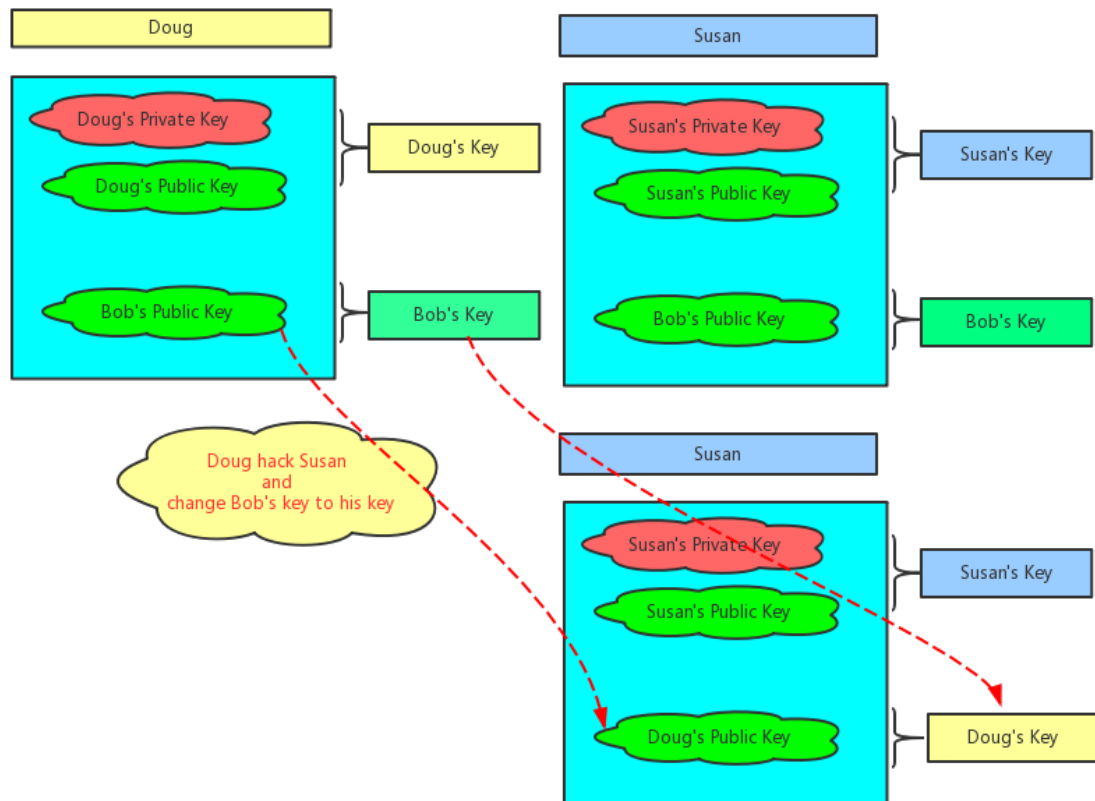 Doug
Susan
Doug's Private Key
Doug's Public Key
Doug's Key
Bob's Public Key
Bob's Key
Susan's Private Key
Susan's Public Key
Susan's Key
Bob's Public Key
Bob's Key
Doug hack Susan
and
change Bob's key to his key
Susan
Susan's Private Key
Susan's Public Key
Susan's Key
Doug's Public Key
Doug's Key